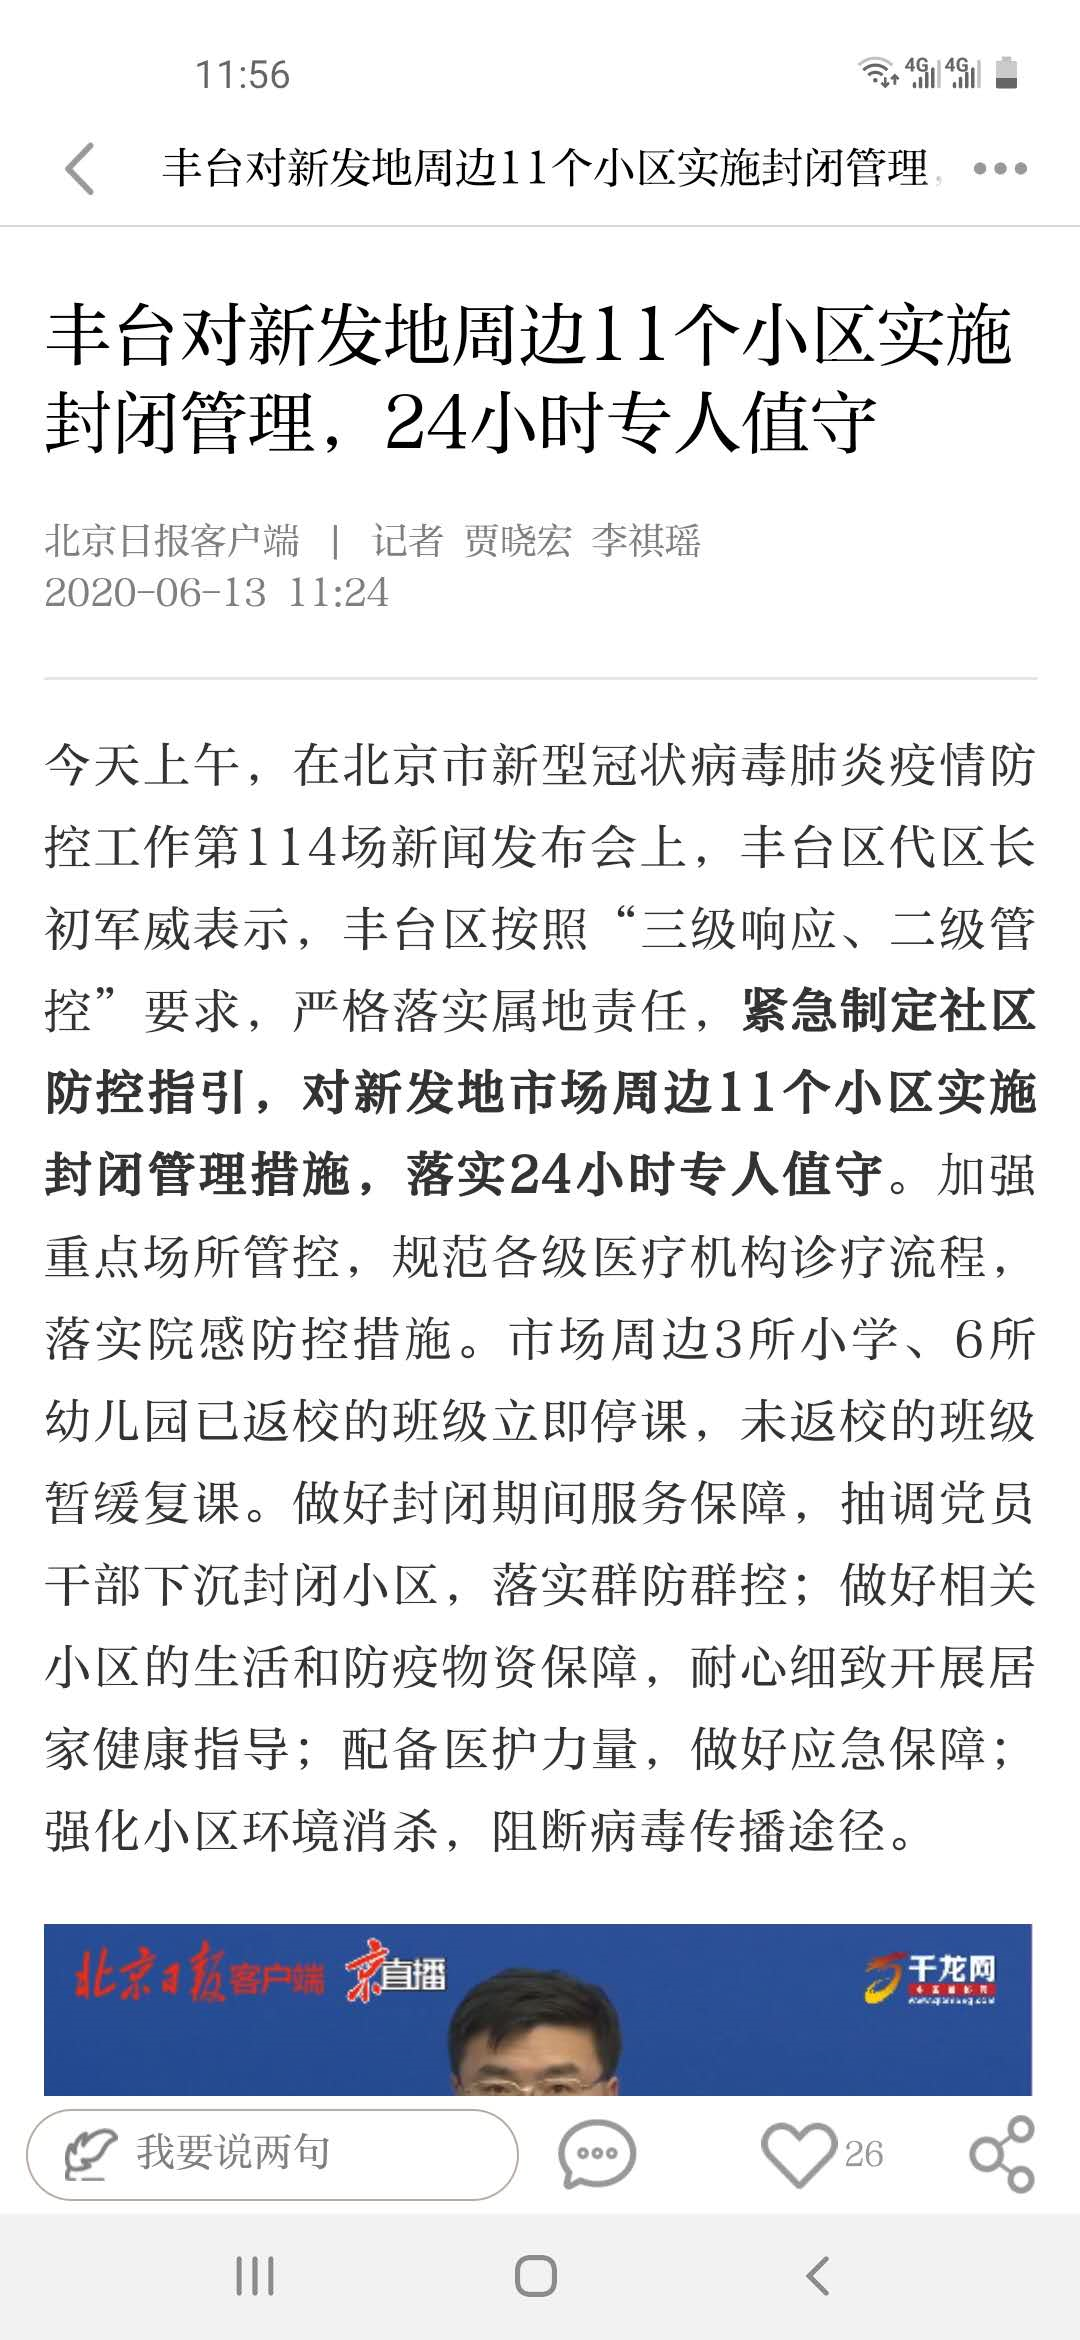 11:56
4G 4G
丰台对新发地周边11个小区实施封闭管理，
丰台对新发地周边11个小区实施
封闭管理，24小时专人值守
北京日报客户端 | 记者 贾晓宏 李祺瑶
2020-06-13 11:24
今天上午，在北京市新型冠状病毒肺炎疫情防
控工作第114场新闻发布会上，丰台区代区长
初军威表示，丰台区按照“三级响应、二级管
控”要求，严格落实属地责任，紧急制定社区
防控指引，对新发地市场周边11个小区实施
封闭管理措施，落实24小时专人值守。加强
重点场所管控，规范各级医疗机构诊疗流程，
落实院感防控措施。市场周边3所小学、6所
幼儿园已返校的班级立即停课，未返校的班级
暂缓复课。做好封闭期间服务保障，抽调党员
干部下沉封闭小区，落实群防群控；做好相关
小区的生活和防疫物资保障，耐心细致开展居
家健康指导；配备医护力量，做好应急保障；
强化小区环境消杀，阻断病毒传播途径。
北京日报客户端 京直播 千龙网
我要说两句 26